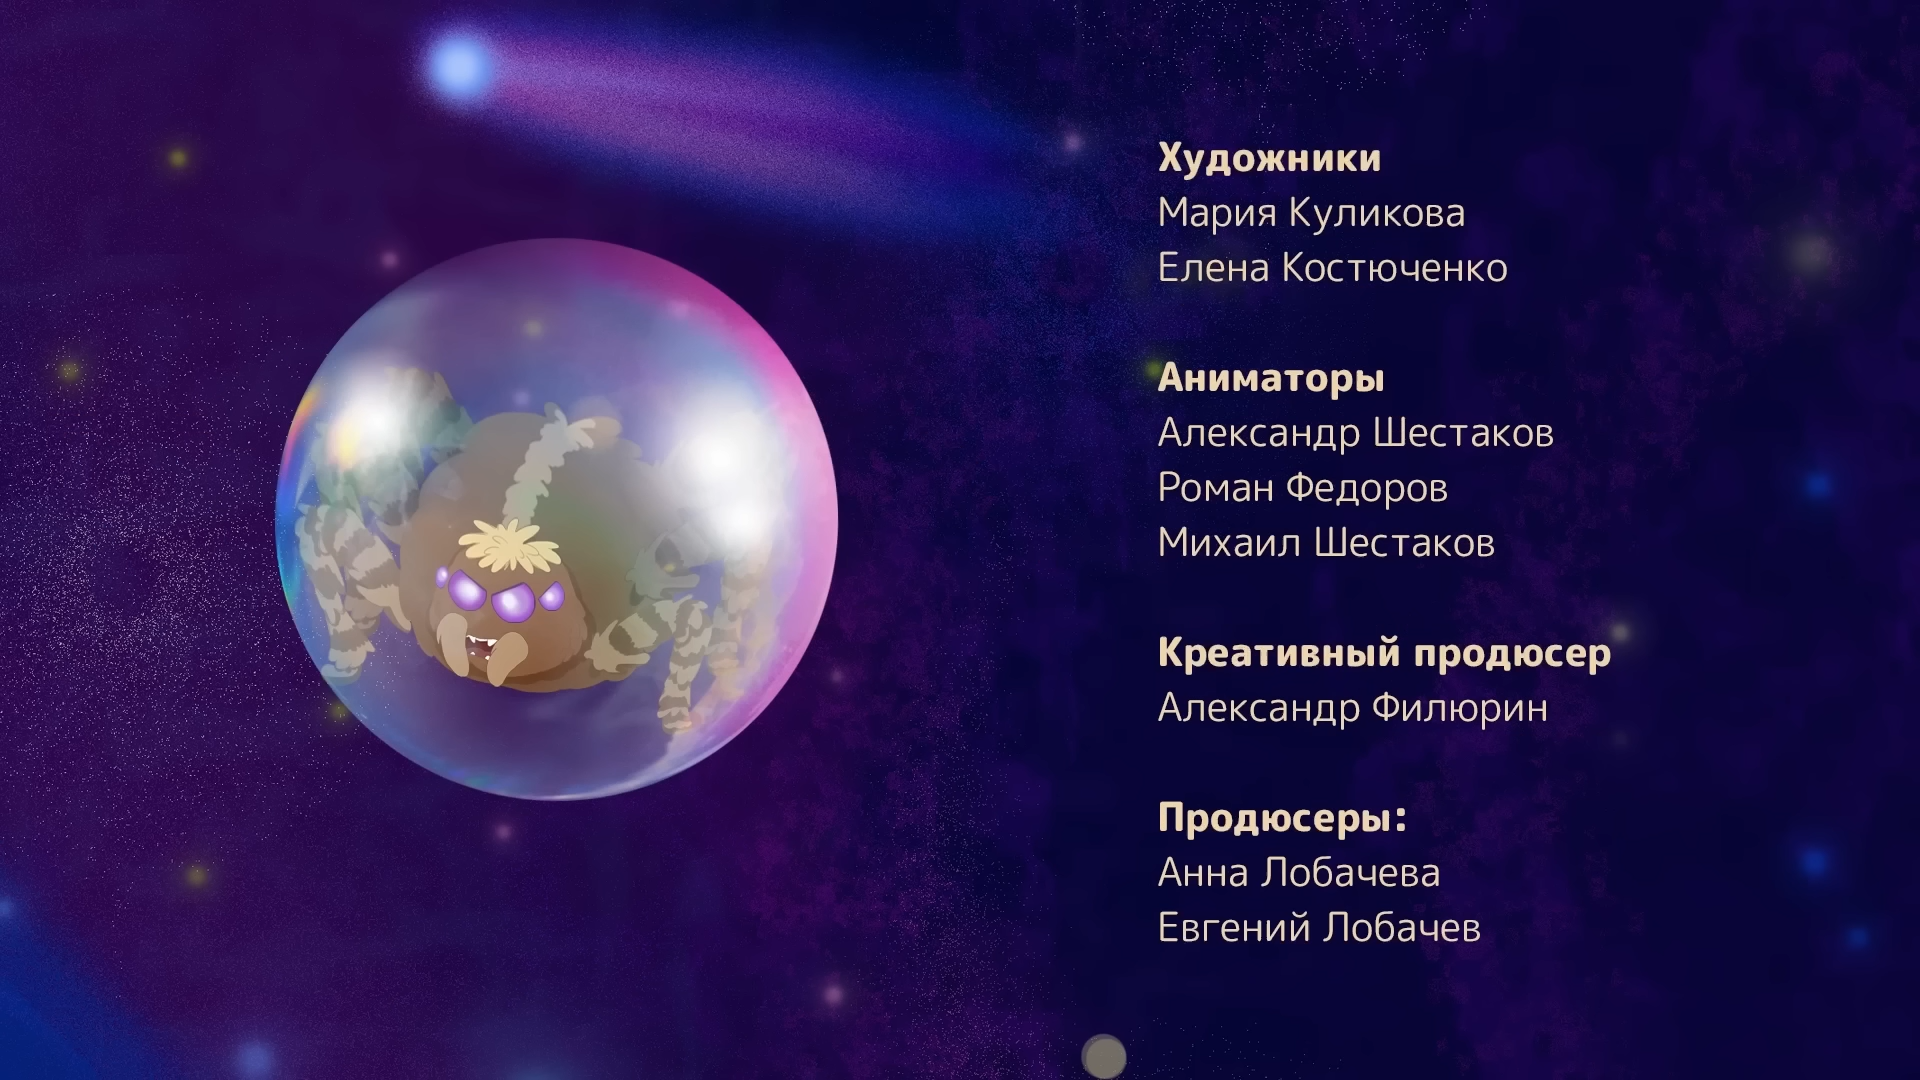 Художники
Мария Куликова
Елена Костюченко
Аниматоры
Александр Шестаков
Роман Федоров
Михаил Шестаков
Креативный продюсер
Александр Филюрин
Продюсеры:
Анна Лобачева
Евгений Лобачев